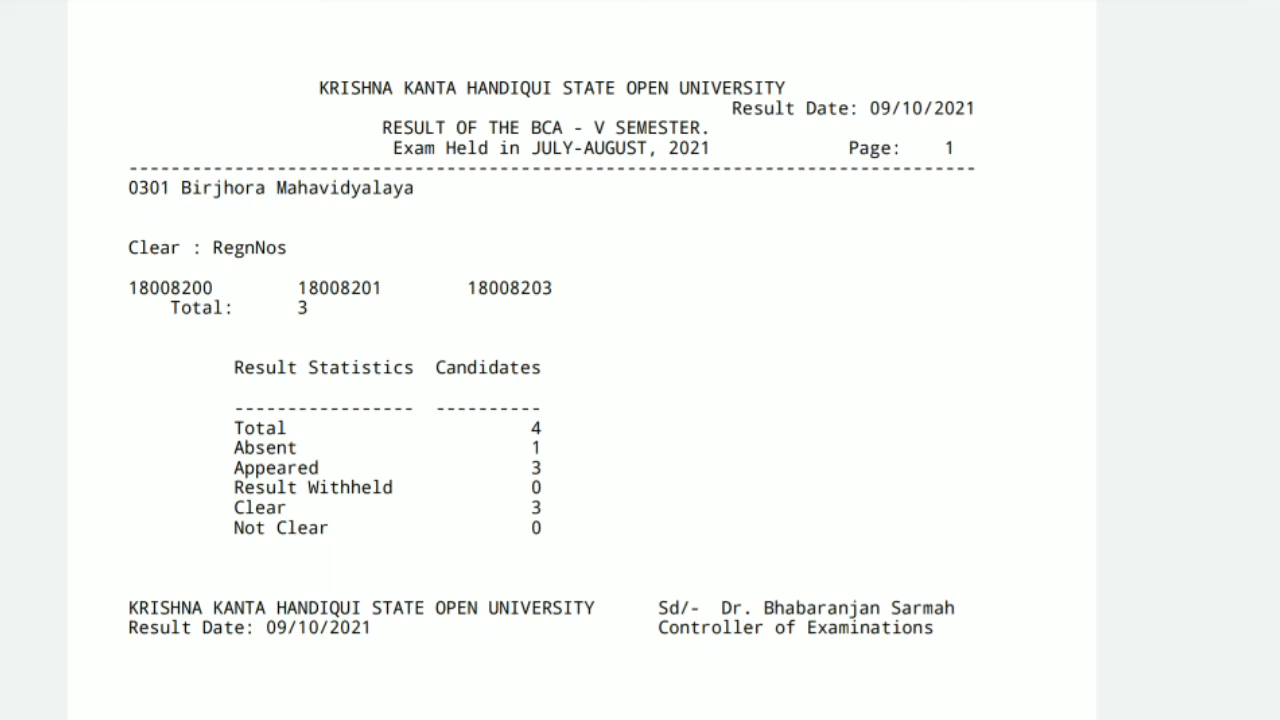 KRISHNA KANTA HANDIQUI STATE OPEN UNIVERSITY
Result Date: 09/10/2021
RESULT OF THE BCA - V SEMESTER.
Exam Held in JULY-AUGUST, 2021 Page: 1
--------------------------------------------------------------------------------
0301 Birjhora Mahavidyalaya
Clear : RegnNos
18008200 18008201 18008203
Total: 3
Result Statistics Candidates
----------------- ----------
Total 4
Absent 1
Appeared 3
Result Withheld 0
Clear 3
Not Clear 0
KRISHNA KANTA HANDIQUI STATE OPEN UNIVERSITY Sd/- Dr. Bhabaranjan Sarmah
Result Date: 09/10/2021 Controller of Examinations